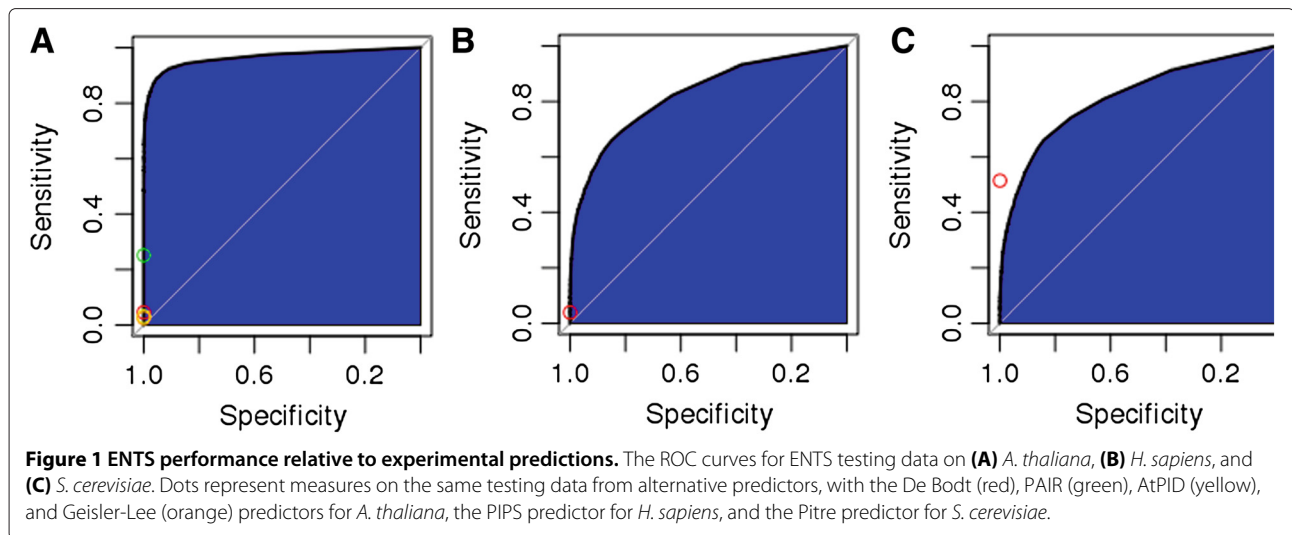 A
B
C
Sensitivity
0.0 0.4 0.8
1.0 0.6 0.2
Specificity
Sensitivity
0.0 0.4 0.8
1.0 0.6 0.2
Specificity
Sensitivity
0.0 0.4 0.8
1.0 0.6 0.2
Specificity
Figure 1 ENTS performance relative to experimental predictions. The ROC curves for ENTS testing data on (A) A. thaliana, (B) H. sapiens, and
(C) S. cerevisiae. Dots represent measures on the same testing data from alternative predictors, with the De Bodt (red), PAIR (green), AtPID (yellow),
and Geisler-Lee (orange) predictors for A. thaliana, the PIPS predictor for H. sapiens, and the Pitre predictor for S. cerevisiae.